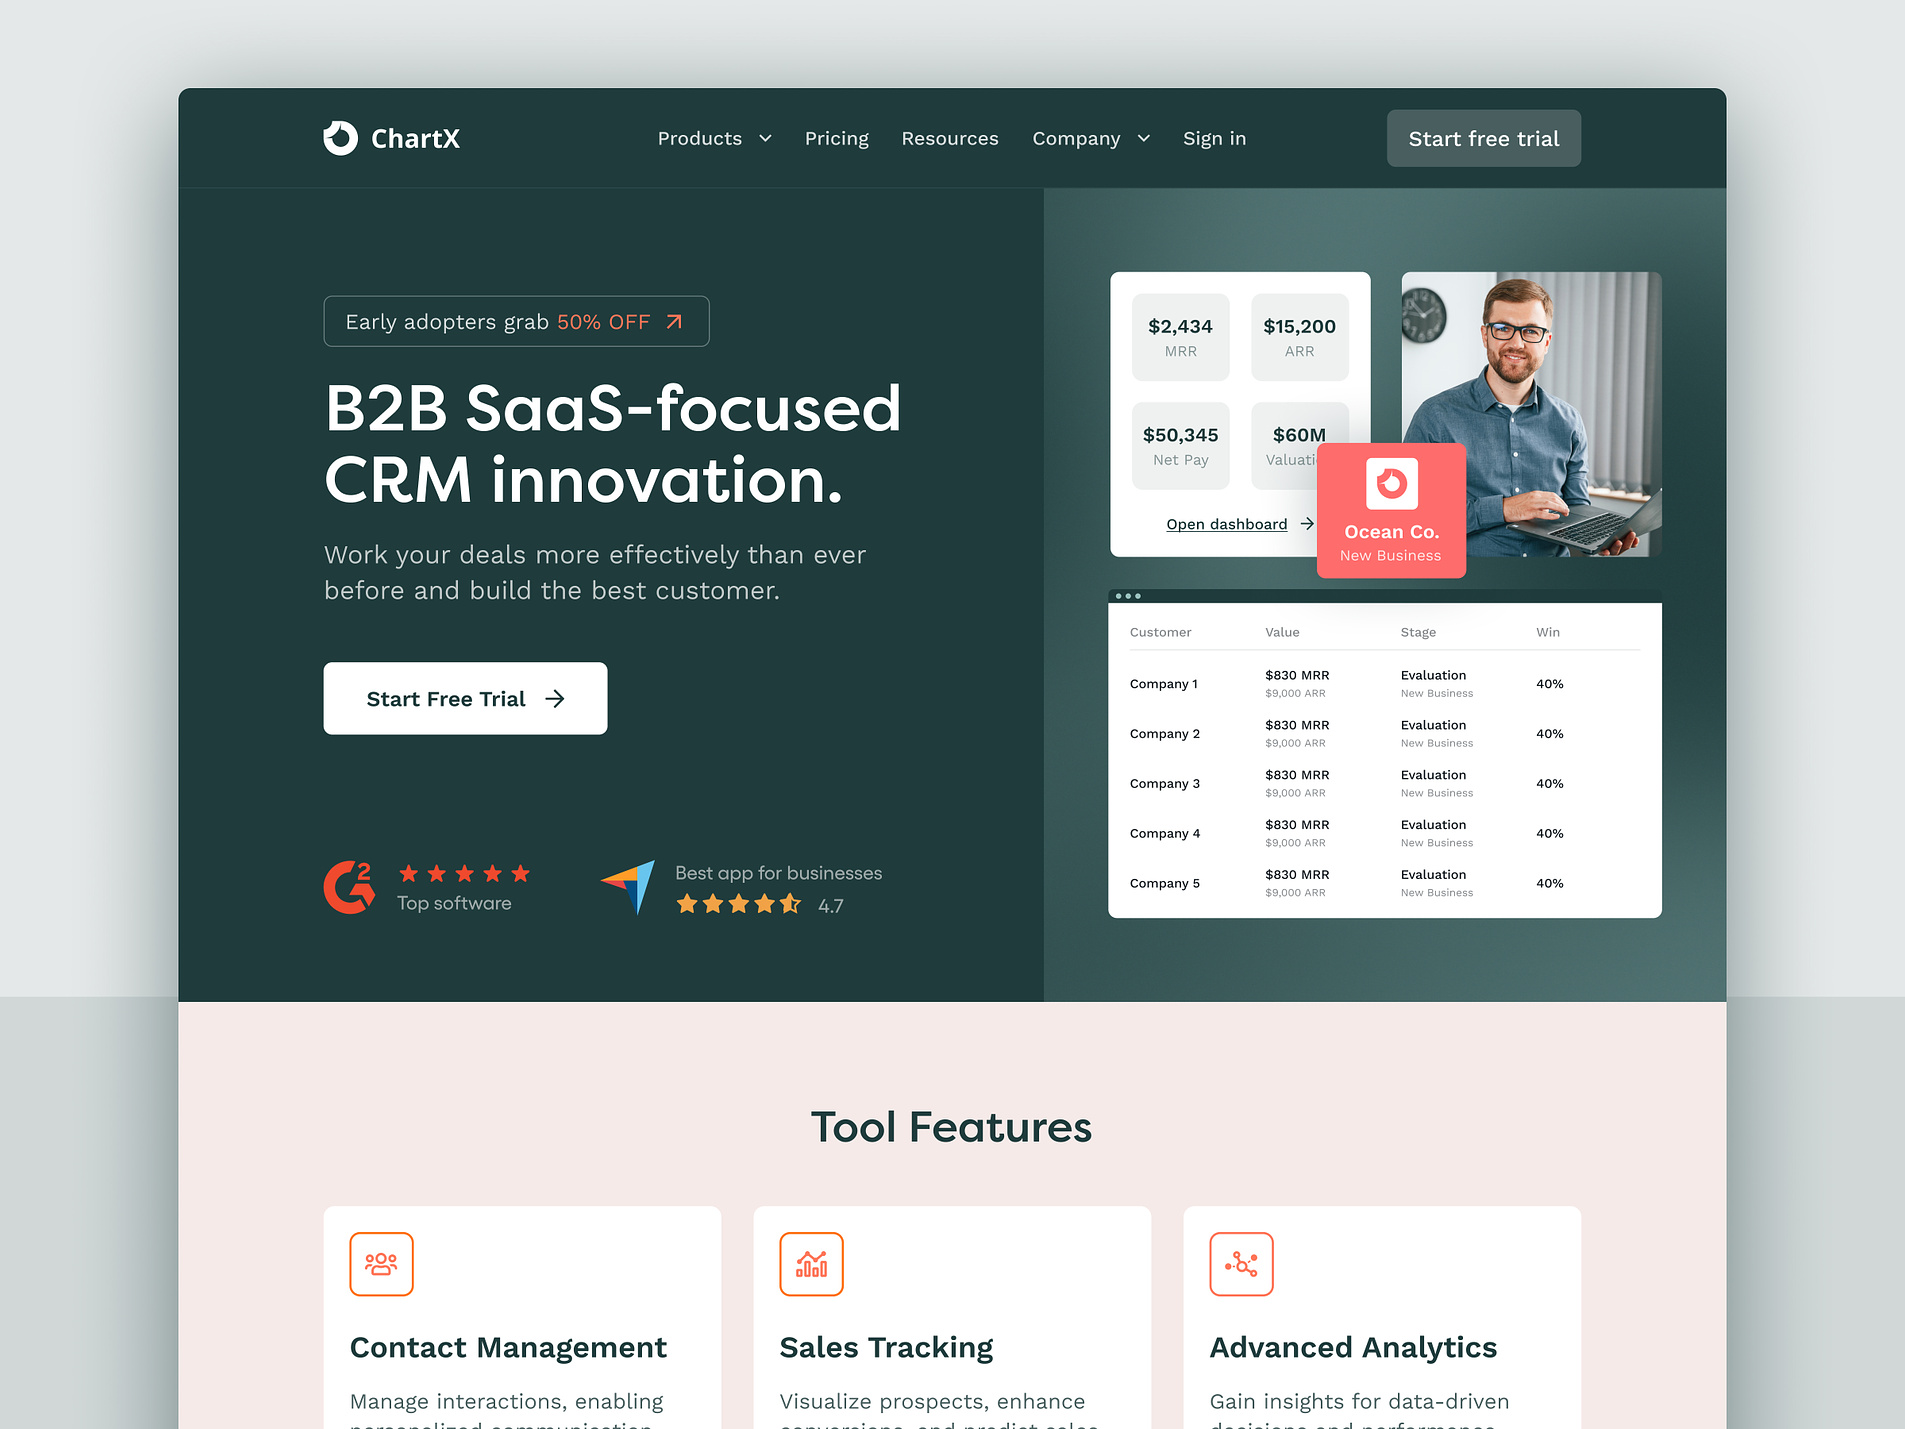 ChartX
Products
Pricing
Resources
Company
Sign in
Start free trial
Early adopters grab 50% OFF
B2B SaaS-focused
CRM innovation.
Work your deals more effectively than ever
before and build the best customer.
Start Free Trial
G2
Top software
Best app for businesses
4.7
$2,434
MRR
$15,200
ARR
$50,345
Net Pay
$60M
Open dashboard
Ocean Co.
New Business
Customer Value Stage Win
Company 1 $830 MRR Evaluation 40%
$9,000 ARR New Business
Company 2 $830 MRR Evaluation 40%
$9,000 ARR New Business
Company 3 $830 MRR Evaluation 40%
$9,000 ARR New Business
Company 4 $830 MRR Evaluation 40%
$9,000 ARR New Business
Company 5 $830 MRR Evaluation 40%
$9,000 ARR New Business
Tool Features
Contact Management
Manage interactions, enabling
Sales Tracking
Visualize prospects, enhance
Advanced Analytics
Gain insights for data-driven